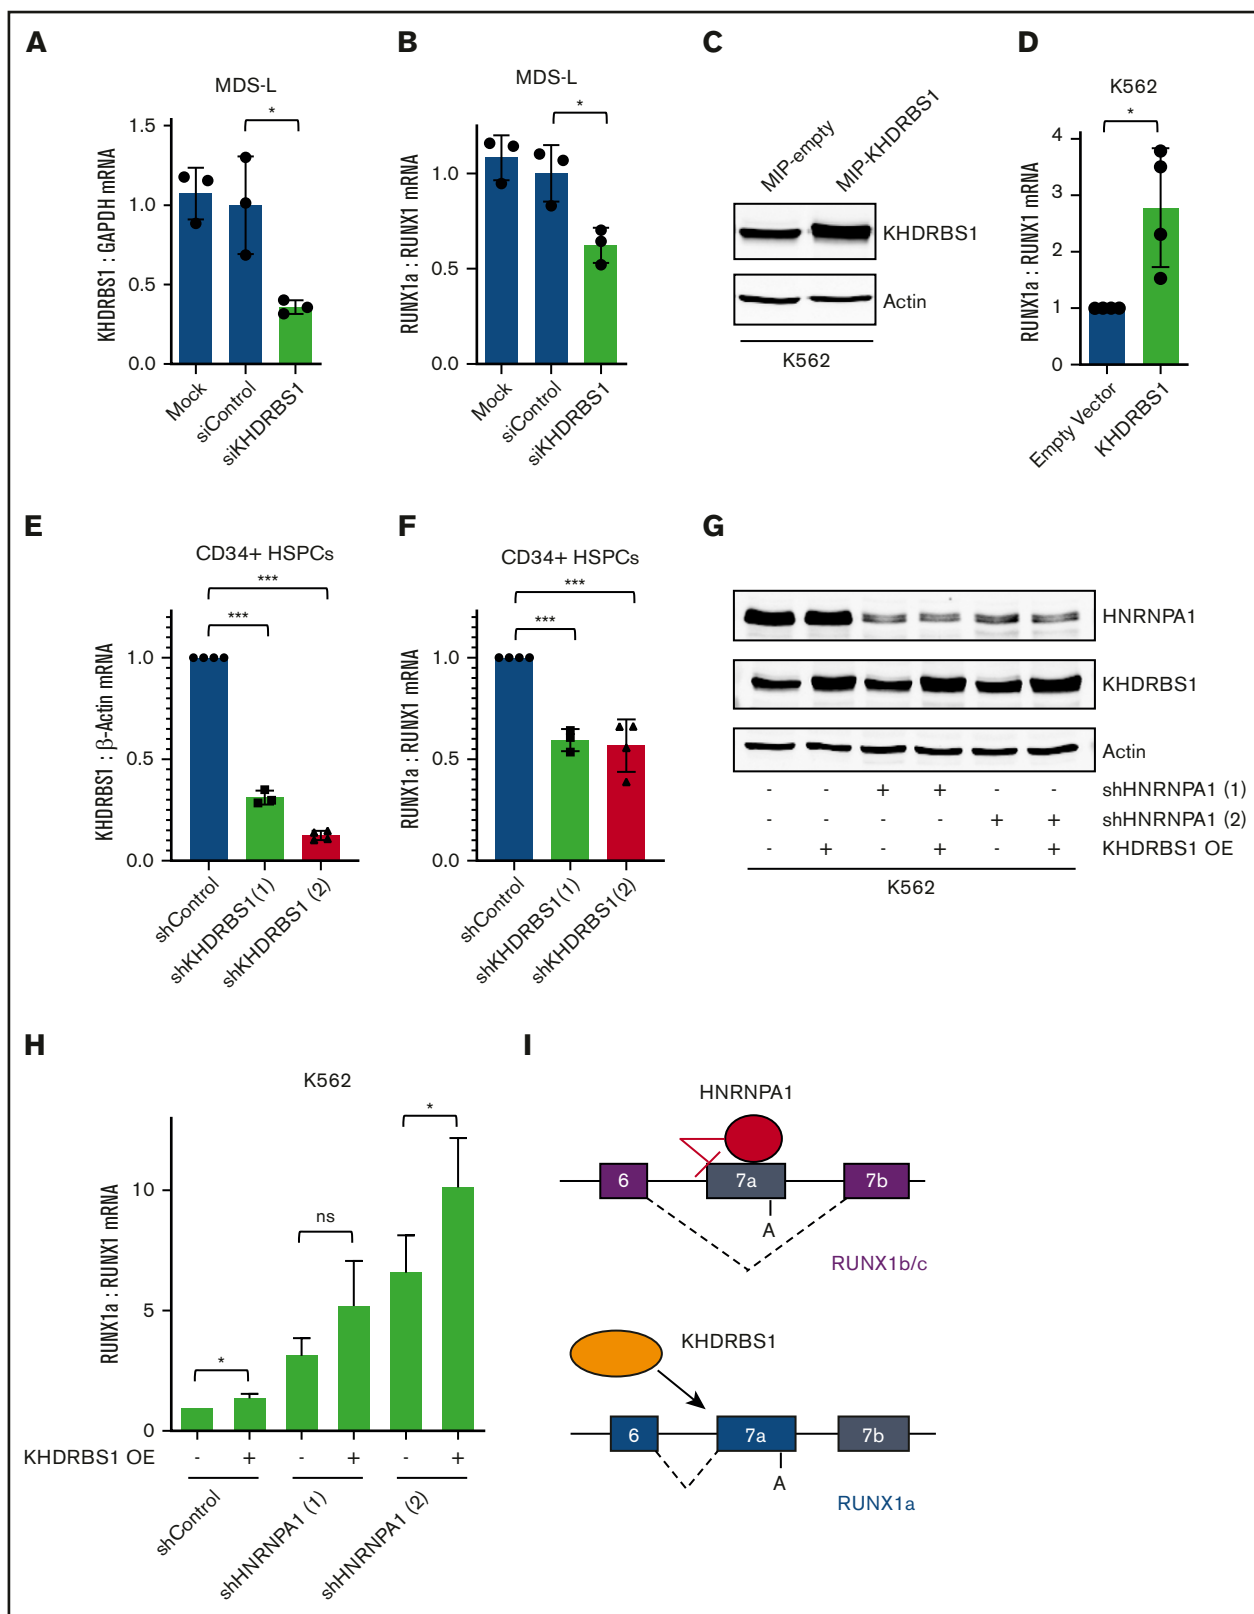 A
MDS-L
*
KHDRBS1 : GAPDH mRNA
1.5
1.0
0.5
0.0
Mock
siControl
siKHDRBS1
B
MDS-L
*
RUNX1a : RUNX1 mRNA
1.0
0.5
0.0
Mock
siControl
siKHDRBS1
C
MIP-empty
MIP-KHDRBS1
KHDRBS1
Actin
K562
D
K562
*
RUNX1a : RUNX1 mRNA
4
3
2
1
0
Empty Vector
KHDRBS1
E
CD34+ HSPCs
***
***
KHDRBS1 : β-Actin mRNA
1.0
0.5
0.0
shControl
shKHDRBS1(1)
shKHDRBS1 (2)
F
CD34+ HSPCs
***
***
RUNX1a : RUNX1 mRNA
1.0
0.5
0.0
shControl
shKHDRBS1(1)
shKHDRBS1(2)
G
HNRNPA1
KHDRBS1
Actin
- - + + - - shHNRNPA1 (1)
- - - - + + shHNRNPA1 (2)
- + - + - + KHDRBS1 OE
K562
H
K562
*
ns
*
RUNX1a : RUNX1 mRNA
10
5
0
KHDRBS1 OE - + - + - +
shControl
shHNRNPA1 (1)
shHNRNPA1 (2)
I
HNRNPA1
6 7a 7b
A
RUNX1b/c
KHDRBS1
6 7a 7b
A
RUNX1a